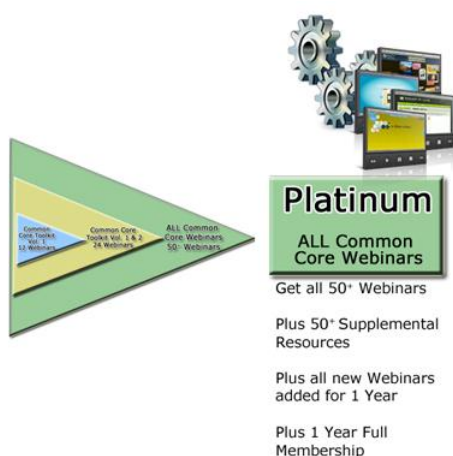 Common
Core Toolkit
Vol. 1
12 Webinars
Common Core
Toolkit Vol. 1 & 2
24 Webinars
ALL Common
Core Webinars
50+ Webinars
Platinum
ALL Common
Core Webinars
Get all 50+ Webinars
Plus 50+ Supplemental
Resources
Plus all new Webinars
added for 1 Year
Plus 1 Year Full
Membership